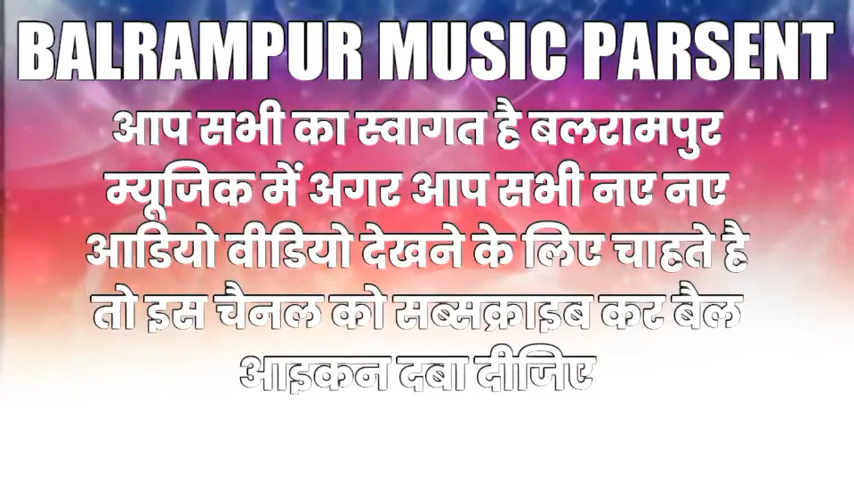 BALRAMPUR MUSIC PARSENT
आप सभी का स्वागत है बलरामपुर
म्यूजिक में अगर आप सभी नए नए
आडियो वीडियो देखने के लिए चाहते है
तो इस चैनल को सब्सक्राइब कर बैल
आइकन दबा दीजिए